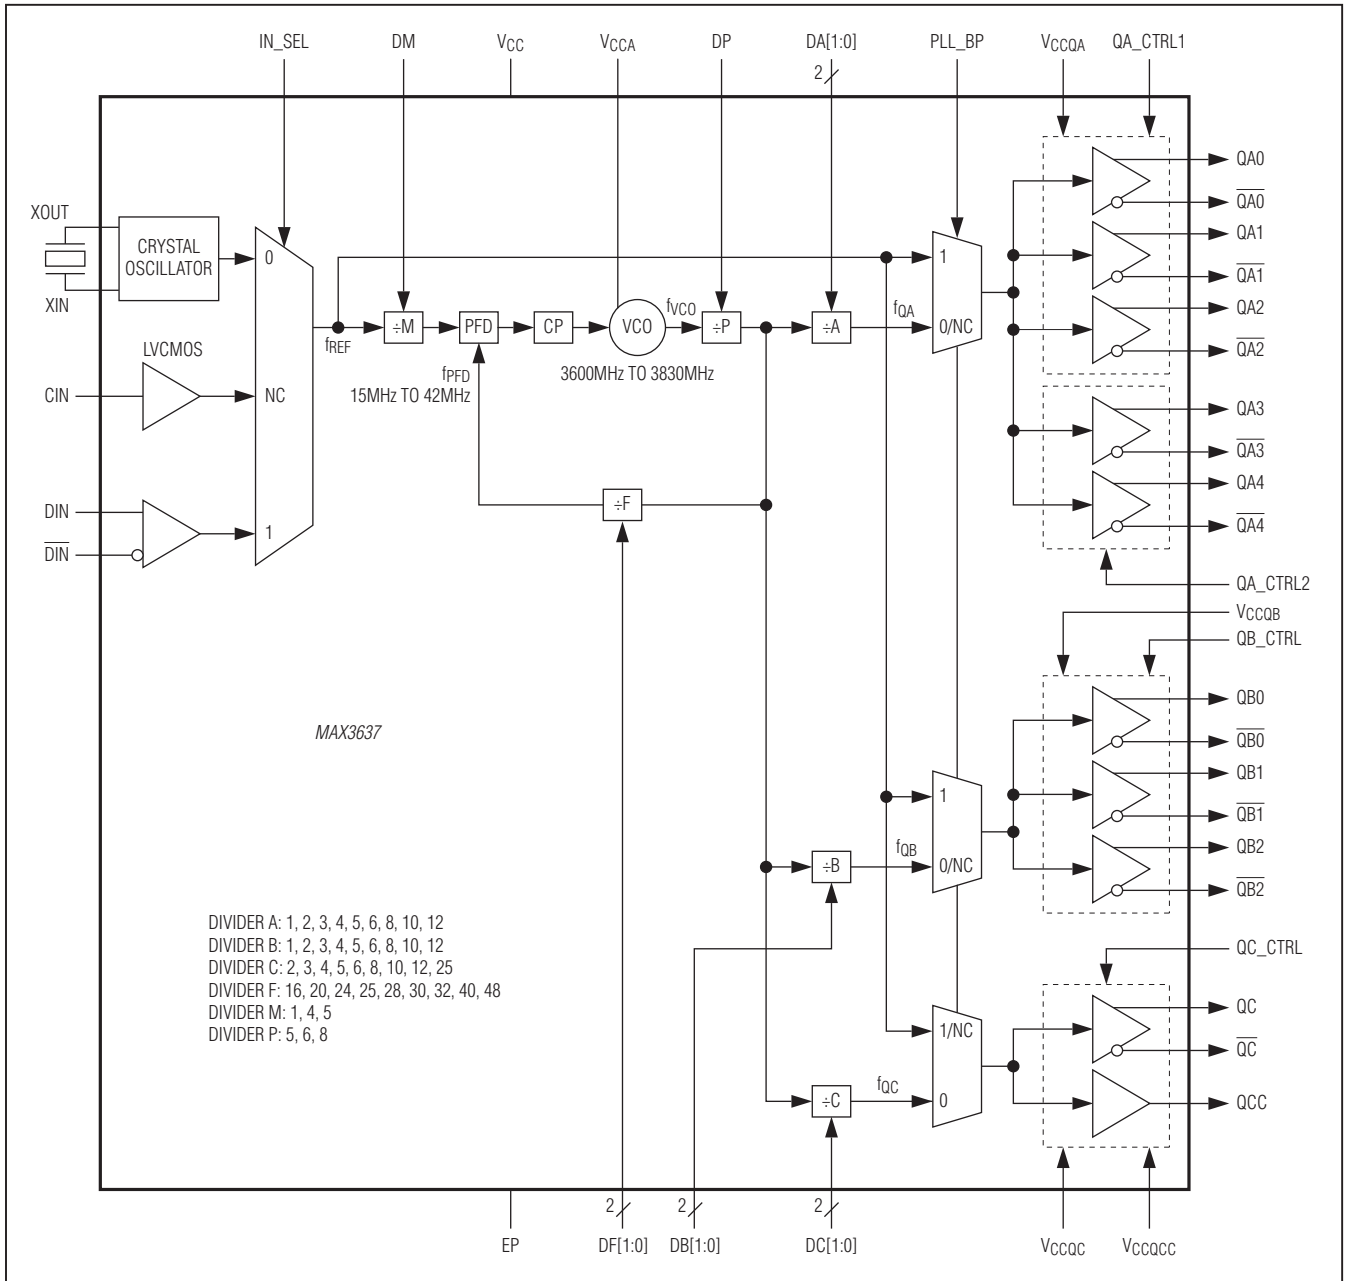 IN_SEL
DM
VCC
VCCA
DP
DA[1:0]
PLL_BP
VCCQA
QA_CTRL1
2
QA0
QA0
QA1
QA1
QA2
QA2
QA3
QA3
QA4
QA4
XOUT
XIN
CRYSTAL
OSCILLATOR
0
LVCMOS
CIN
NC
DIN
DIN
1
fREF
÷M
PFD
CP
VCO
fVCO
÷P
÷A
fQA
1
0/NC
fPFD
15MHz TO 42MHz
3600MHz TO 3830MHz
÷F
QA_CTRL2
VCCQB
QB_CTRL
QB0
QB0
QB1
QB1
QB2
QB2
MAX3637
1
fQB
÷B
0/NC
DIVIDER A: 1, 2, 3, 4, 5, 6, 8, 10, 12
DIVIDER B: 1, 2, 3, 4, 5, 6, 8, 10, 12
DIVIDER C: 2, 3, 4, 5, 6, 8, 10, 12, 25
DIVIDER F: 16, 20, 24, 25, 28, 30, 32, 40, 48
DIVIDER M: 1, 4, 5
DIVIDER P: 5, 6, 8
QC_CTRL
QC
QC
QCC
1/NC
fQC
÷C
0
2
2
2
EP
DF[1:0]
DB[1:0]
DC[1:0]
VCCQC
VCCQCC